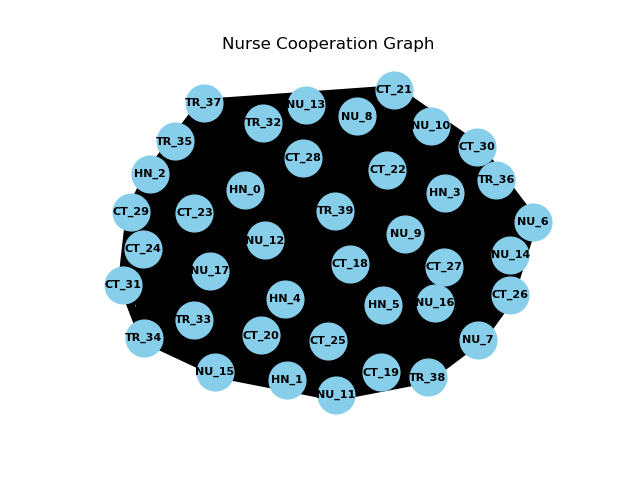 Nurse Cooperation Graph
CT_21
TR_37
NU_13
NU_8
TR_32
NU_10
TR_35
CT_30
CT_28
CT_22
HN_2
TR_36
HN_0
HN_3
CT_29
CT_23
TR_39
NU_6
NU_9
NU_12
CT_24
NU_14
CT_18
CT_27
NU_17
CT_31
CT_26
HN_4
HN_5
NU_16
TR_33
CT_20
TR_34
NU_7
CT_25
NU_15
CT_19
TR_38
HN_1
NU_11